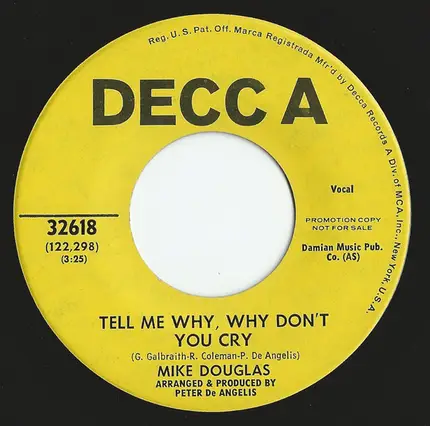 Reg. U.S. Pat. Off. Marca Registrada Mfr'd by Decca Records A Div. of MCA, Inc., New York, U.S.A.
DECCA
Vocal
32618
(122,298)
(3:25)
PROMOTION COPY
NOT FOR SALE
Damian Music Pub.
Co. (AS)
TELL ME WHY, WHY DON'T
YOU CRY
(G. Galbraith-R. Coleman-P. De Angelis)
MIKE DOUGLAS
ARRANGED & PRODUCED BY
PETER De ANGELIS